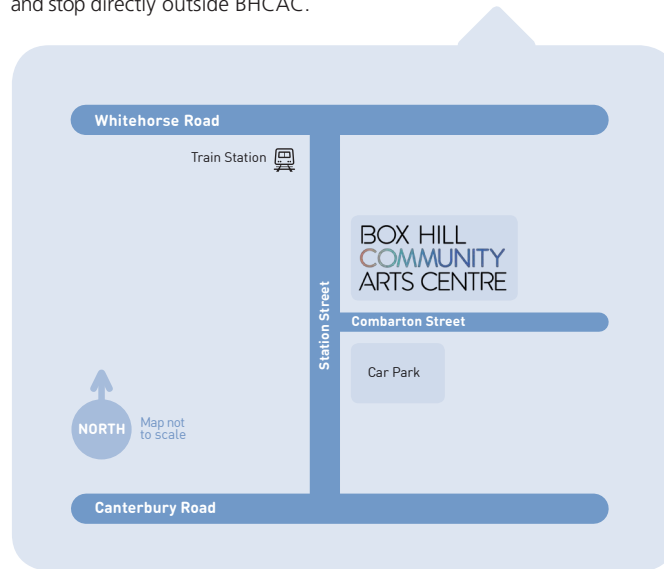 and stop directly outside BHCAC.
Whitehorse Road
Train Station
BOX HILL
COMMUNITY
ARTS CENTRE
Station Street
Combarton Street
Car Park
NORTH
Map not
to scale
Canterbury Road